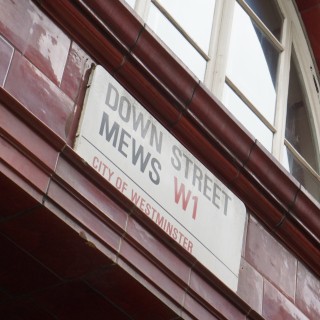 DOWN STREET
MEWS W1
CITY OF WESTMINSTER